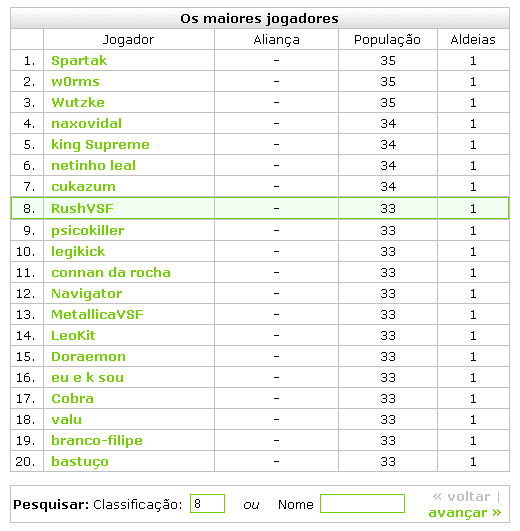 Os maiores jogadores
Jogador Aliança População Aldeias
1. Spartak - 35 1
2. w0rms - 35 1
3. Wutzke - 35 1
4. naxovidal - 34 1
5. king Supreme - 34 1
6. netinho leal - 34 1
7. cukazum - 34 1
8. RushVSF - 33 1
9. psicokiller - 33 1
10. legikick - 33 1
11. connan da rocha - 33 1
12. Navigator - 33 1
13. MetallicaVSF - 33 1
14. LeoKit - 33 1
15. Doraemon - 33 1
16. eu e k sou - 33 1
17. Cobra - 33 1
18. valu - 33 1
19. branco-filipe - 33 1
20. bastuço - 33 1
Pesquisar: Classificação: 8 ou Nome
« voltar |
avançar »